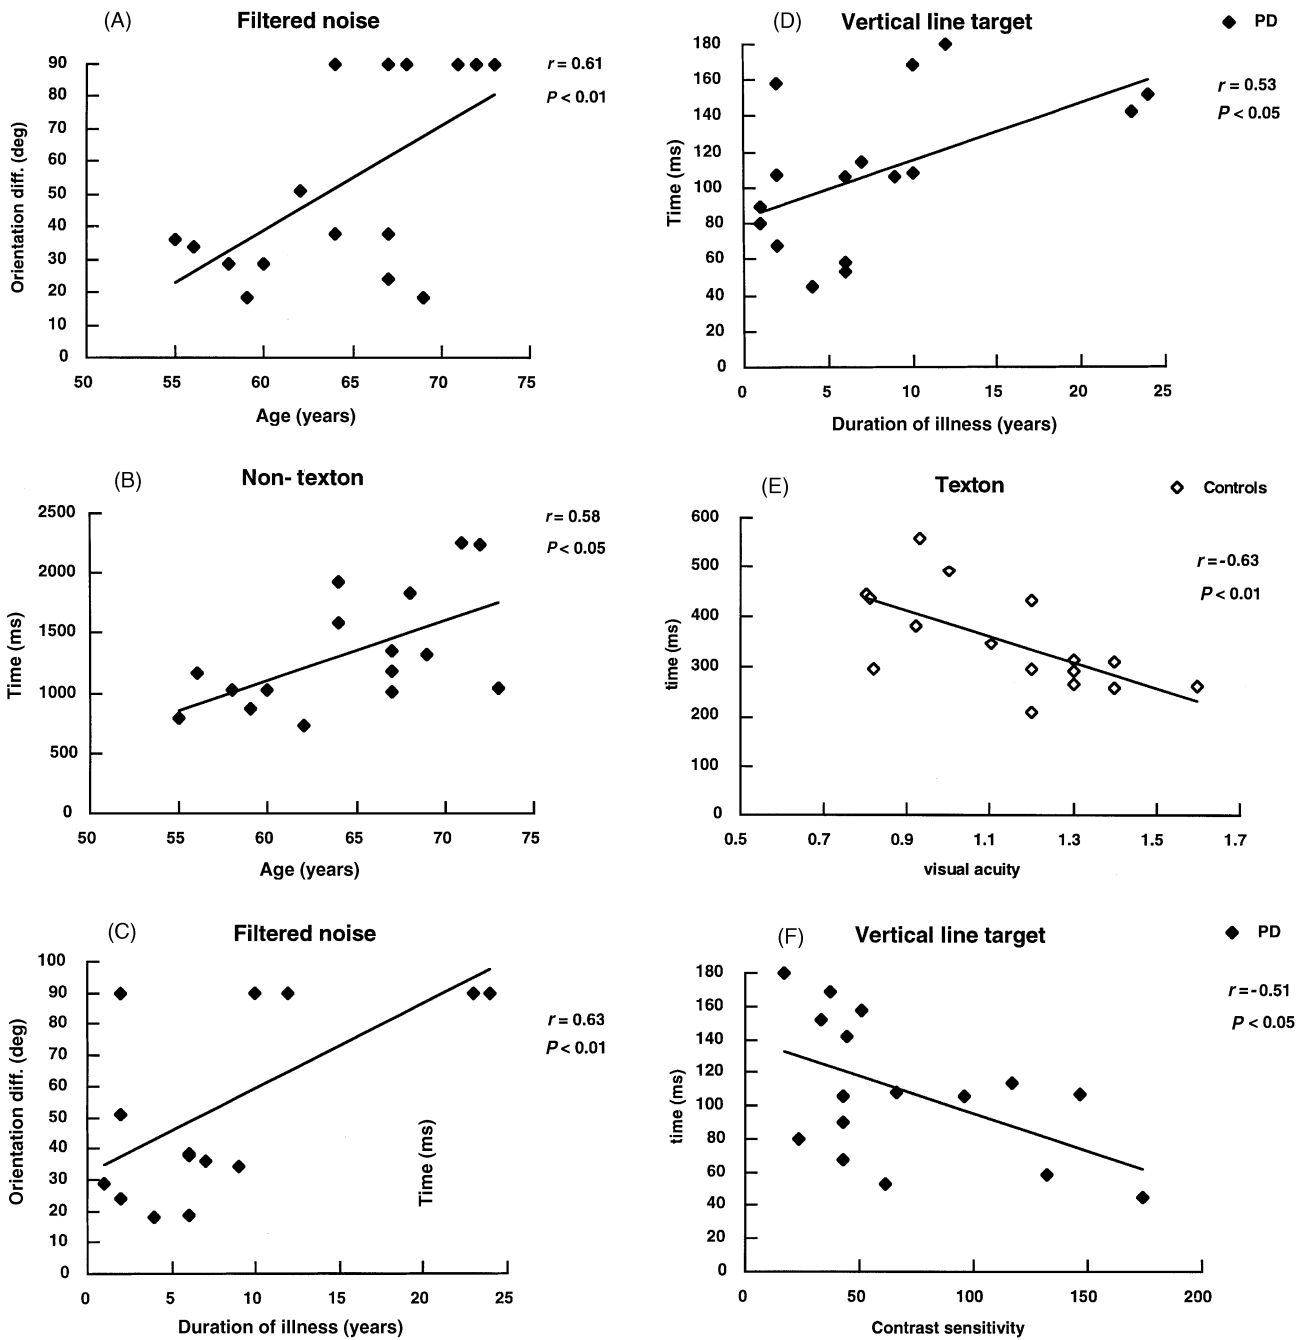 (A) Filtered noise
r = 0.61
P < 0.01
Orientation diff. (deg)
90
80
70
60
50
40
30
20
10
0
50 55 60 65 70 75
Age (years)
(D) Vertical line target
PD
r = 0.53
P < 0.05
Time (ms)
180
160
140
120
100
80
60
40
20
0
0 5 10 15 20 25
Duration of illness (years)
(B) Non- texton
r = 0.58
P < 0.05
Time (ms)
2500
2000
1500
1000
500
0
50 55 60 65 70 75
Age (years)
(E) Texton
Controls
r = -0.63
P < 0.01
time (ms)
600
500
400
300
200
100
0
0.5 0.7 0.9 1.1 1.3 1.5 1.7
visual acuity
(C) Filtered noise
r = 0.63
P < 0.01
Orientation diff. (deg)
100
90
80
70
60
50
40
30
20
10
0
Time (ms)
0 5 10 15 20 25
Duration of illness (years)
(F) Vertical line target
PD
r = -0.51
P < 0.05
time (ms)
180
160
140
120
100
80
60
40
20
0
0 50 100 150 200
Contrast sensitivity